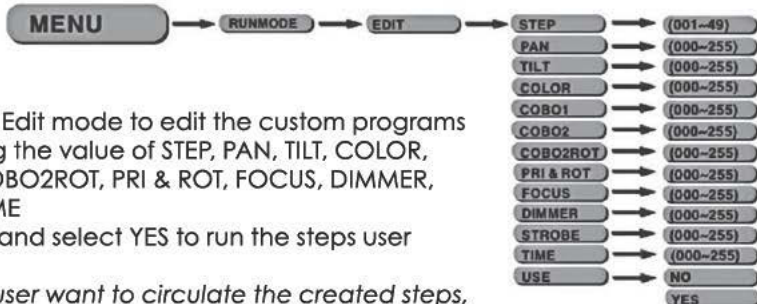 MENU RUNMODE EDIT STEP (001~49)
PAN (000~255)
TILT (000~255)
COLOR (000~255)
COBO1 (000~255)
Edit mode to edit the custom programs
COBO2 (000~255)
g the value of STEP, PAN, TILT, COLOR,
COBO2ROT (000~255)
OBO2ROT, PRI & ROT, FOCUS, DIMMER,
PRI & ROT (000~255)
ME
FOCUS (000~255)
and select YES to run the steps user
DIMMER (000~255)
STROBE (000~255)
TIME (000~255)
USE NO
user want to circulate the created steps,
YES